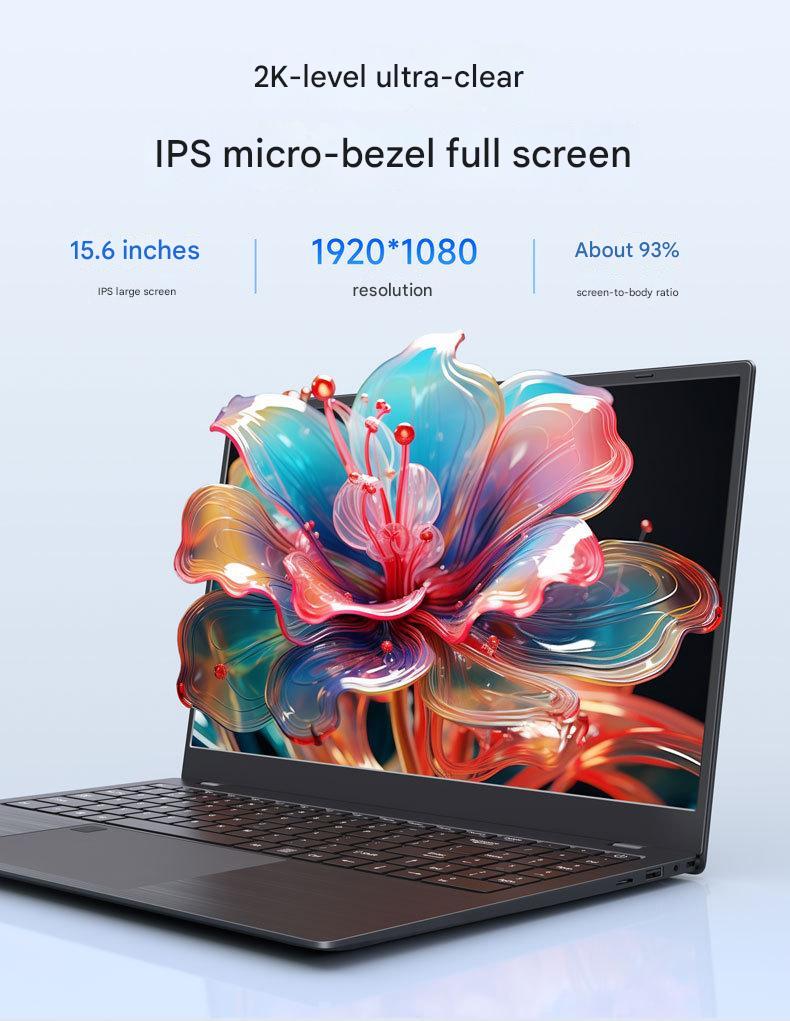 2K-level ultra-clear
IPS micro-bezel full screen
15.6 inches
IPS large screen
1920*1080
resolution
About 93%
screen-to-body ratio